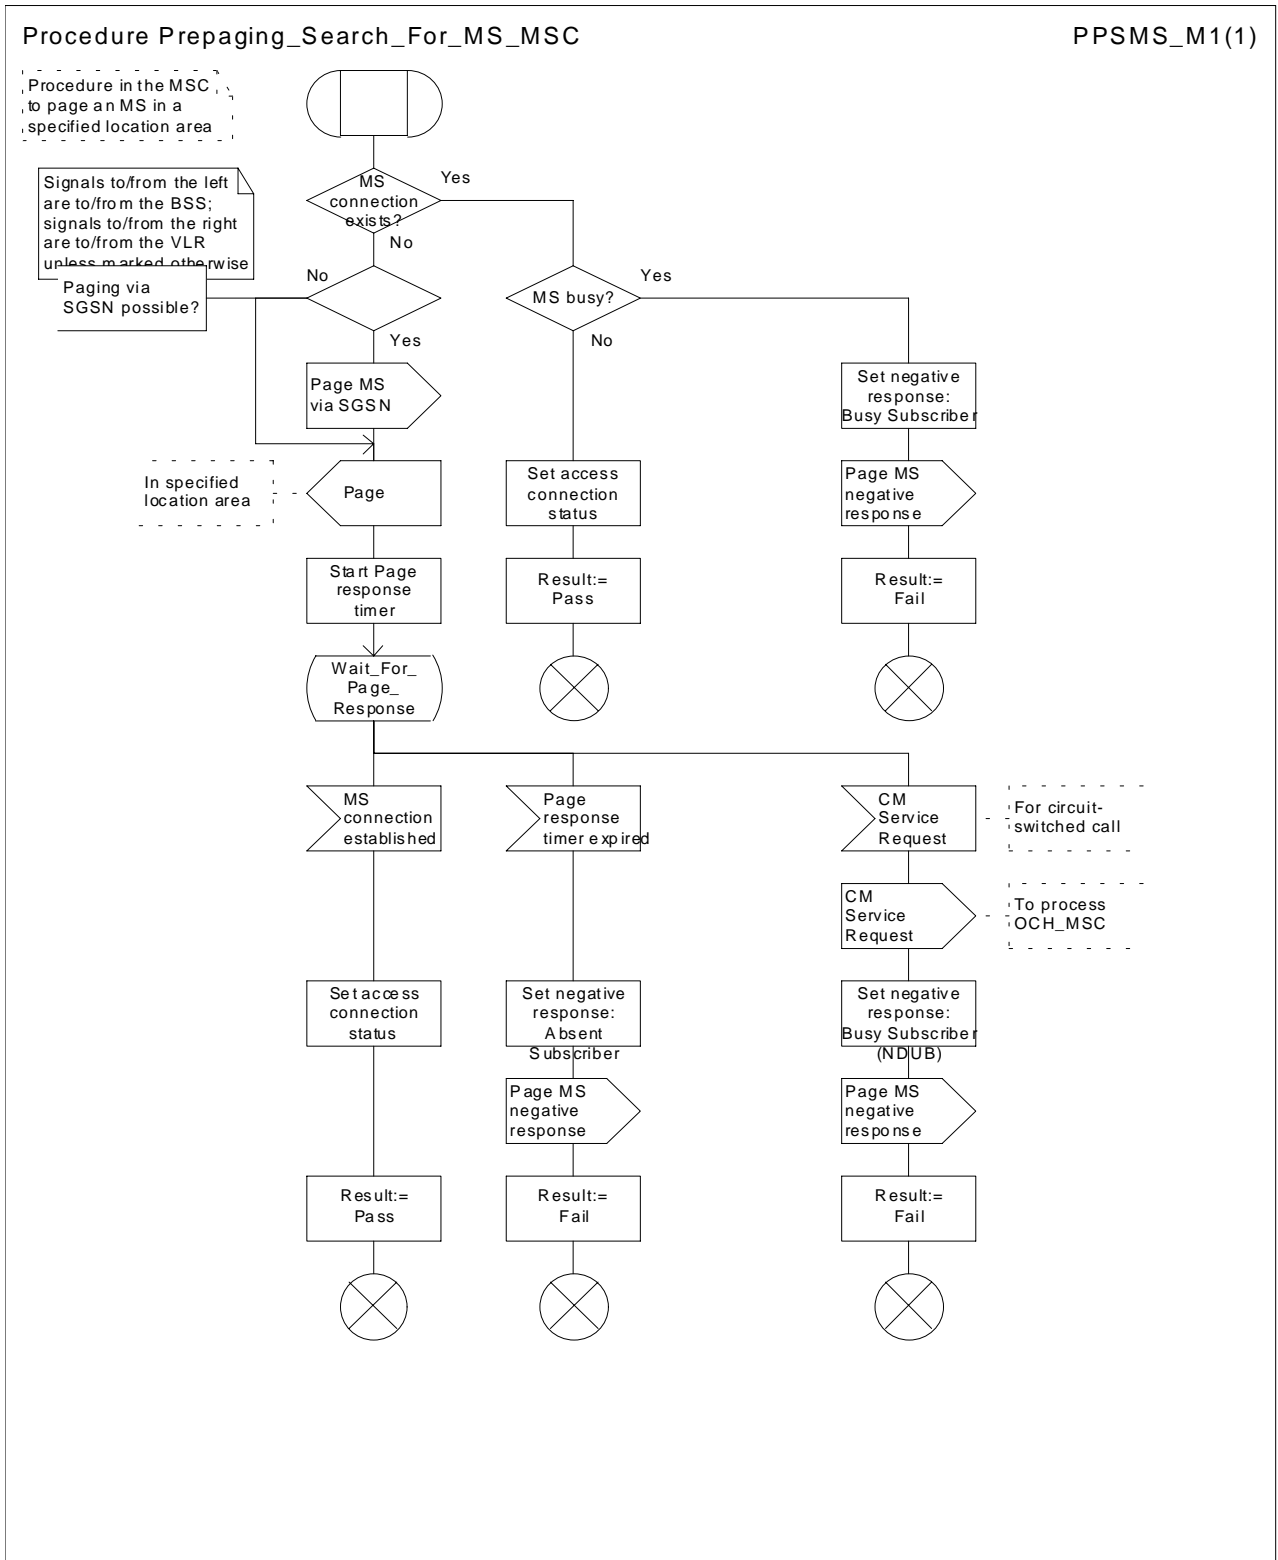 Procedure Prepaging_Search_For_MS_MSC
PPSMS_M1(1)
Procedure in the MSC
to page an MS in a
specified location area
Signals to/from the left
are to/from the BSS;
signals to/from the right
are to/from the VLR
unless marked otherwise
MS
connection
exists?
Yes
No
Paging via
SGSN possible?
No
Yes
MS busy?
Yes
No
Page MS
via SGSN
Set negative
response:
Busy Subscriber
In specified
location area
Page
Set access
connection
status
Page MS
negative
response
Start Page
response
timer
Result:=
Pass
Result:=
Fail
Wait_For_
Page_
Response
MS
connection
established
Page
response
timer expired
CM
Service
Request
For circuit-
switched call
CM
Service
Request
To process
OCH_MSC
Set access
connection
status
Set negative
response:
Absent
Subscriber
Set negative
response:
Busy Subscriber
(NDUB)
Page MS
negative
response
Page MS
negative
response
Result:=
Pass
Result:=
Fail
Result:=
Fail